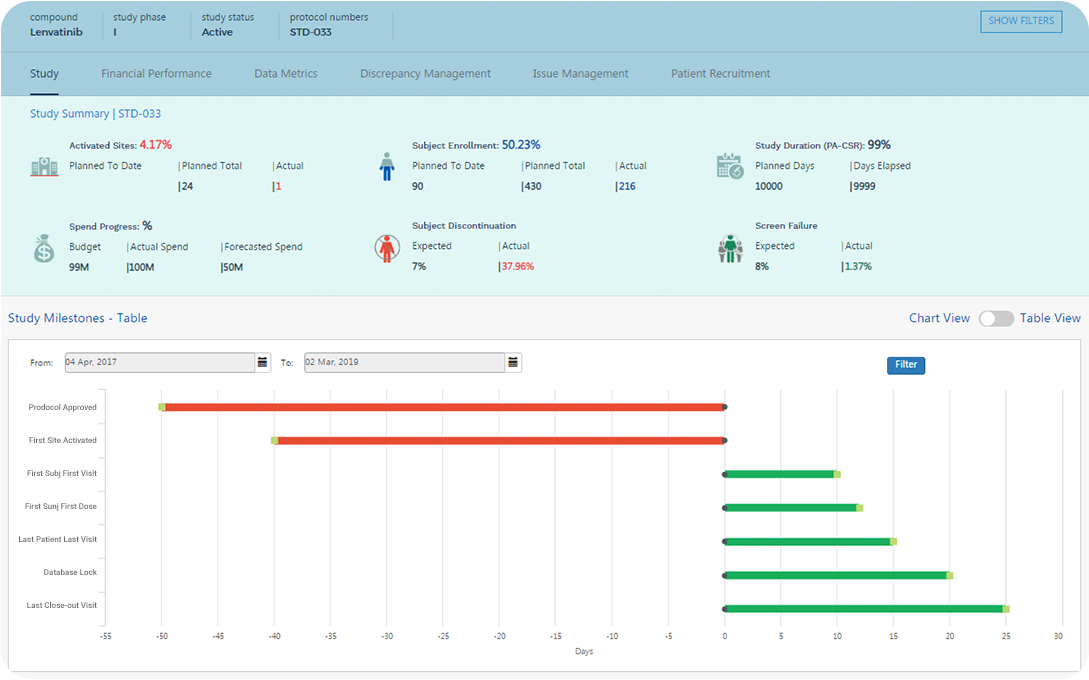 compound study phase study status protocol numbers
Lenvatinib I Active STD-033
SHOW FILTERS
Study Financial Performance Data Metrics Discrepancy Management Issue Management Patient Recruitment
Study Summary | STD-033
Activated Sites: 4.17%
Planned To Date |Planned Total |Actual
|24 |1
Subject Enrollment: 50.23%
Planned To Date |Planned Total |Actual
90 |430 |216
Study Duration (PA-CSR): 99%
Planned Days |Days Elapsed
10000 |9999
Spend Progress: %
Budget |Actual Spend |Forecasted Spend
99M |100M |50M
Subject Discontinuation
Expected |Actual
7% |37.96%
Screen Failure
Expected |Actual
8% |1.37%
Study Milestones - Table
Chart View Table View
From: 04 Apr, 2017 To: 02 Mar, 2019 Filter
Prodocol Approved
First Site Activated
First Subj First Visit
First Sunj First Dose
Last Patient Last Visit
Database Lock
Last Close-out Visit
-55 -50 -45 -40 -35 -30 -25 -20 -15 -10 -5 0 5 10 15 20 25 30
Days